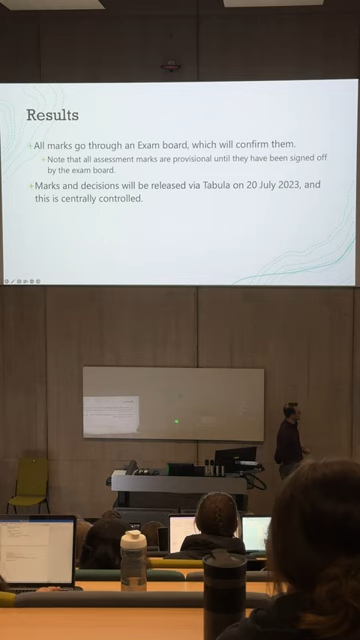 Results
All marks go through an Exam board, which will confirm them.
Note that all assessment marks are provisional until they have been signed off
by the exam board.
Marks and decisions will be released via Tabula on 20 July 2023, and
this is centrally controlled.